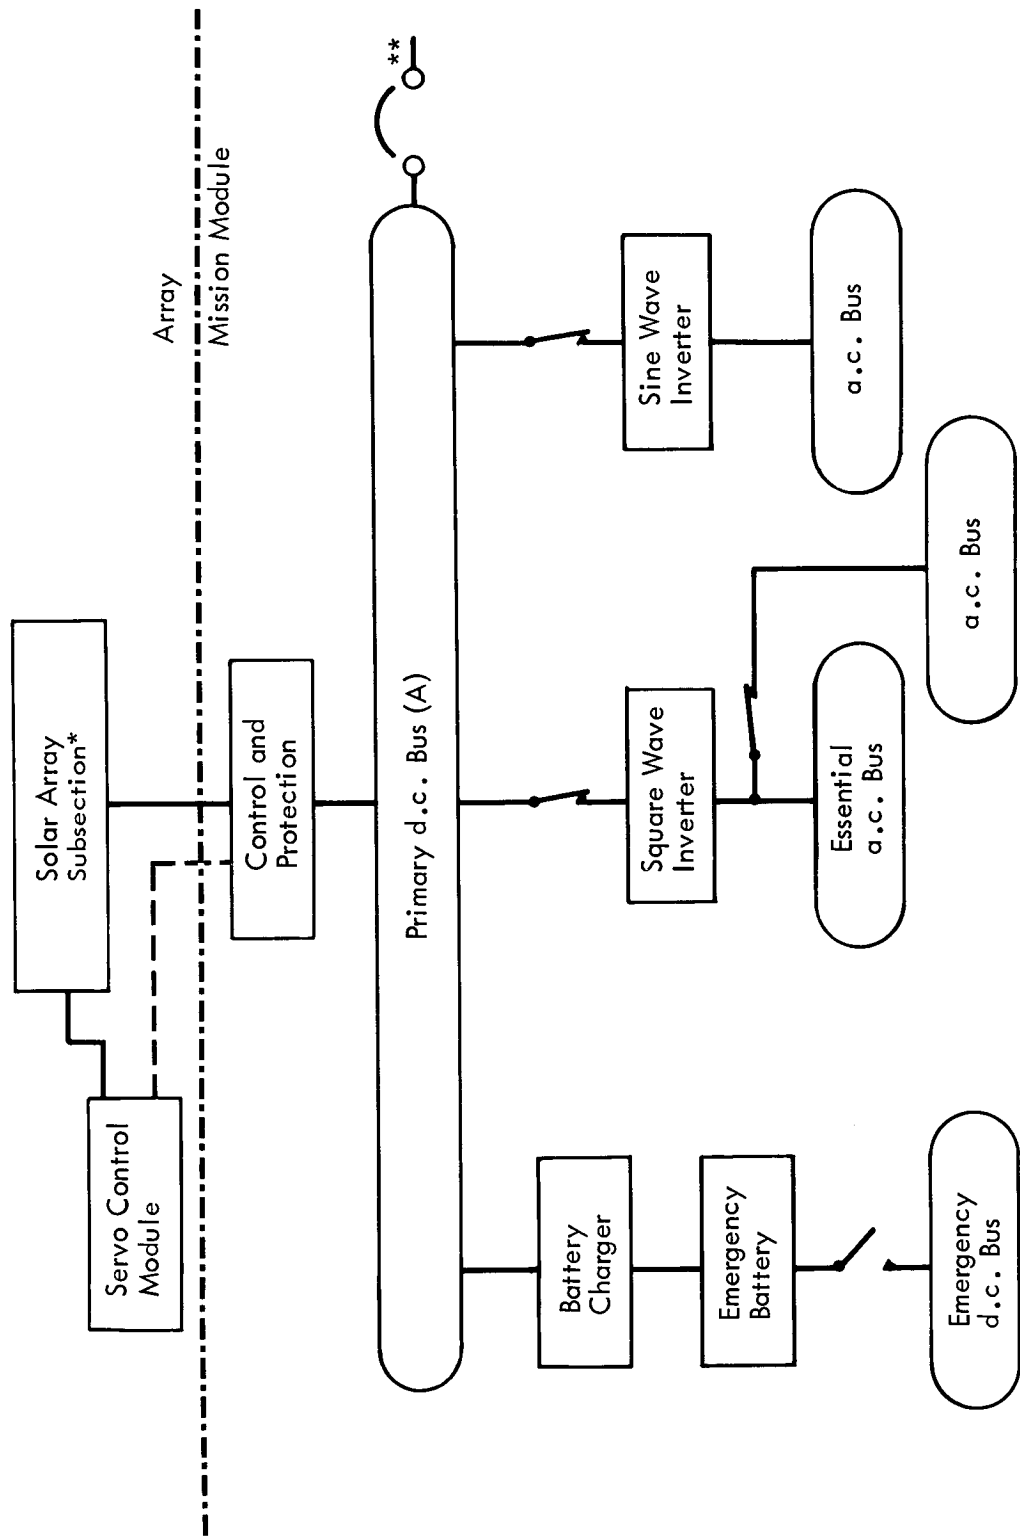 Solar Array
Subsection*
Servo Control
Module
Array
Mission Module
Control and
Protection
Primary d.c. Bus (A)
**
Battery
Charger
Square Wave
Inverter
Sine Wave
Inverter
Emergency
Battery
Essential
a.c. Bus
a.c. Bus
Emergency
d.c. Bus
a.c. Bus